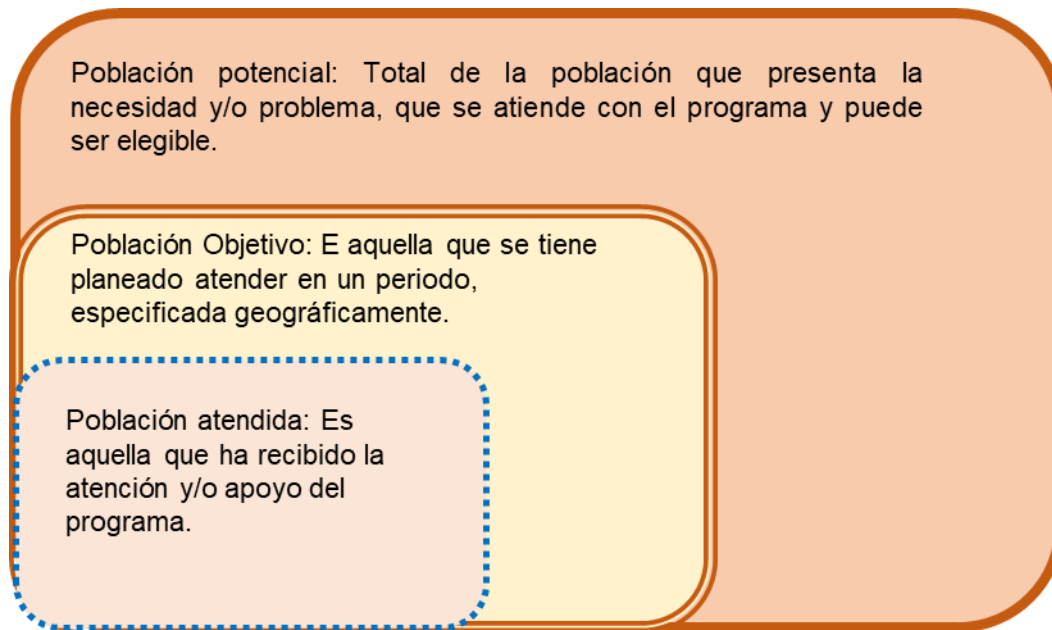 Población potencial: Total de la población que presenta la
necesidad y/o problema, que se atiende con el programa y puede
ser elegible.
Población Objetivo: E aquella que se tiene
planeado atender en un periodo,
especificada geográficamente.
Población atendida: Es
aquella que ha recibido la
atención y/o apoyo del
programa.